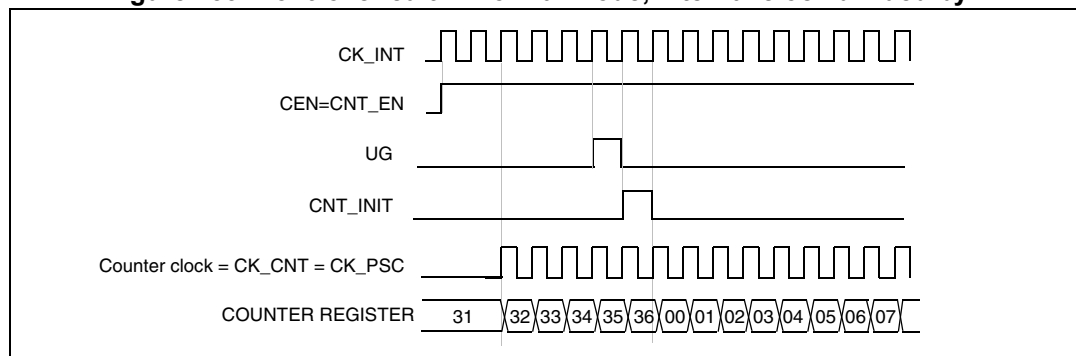 CK_INT
CEN=CNT_EN
UG
CNT_INIT
Counter clock = CK_CNT = CK_PSC
COUNTER REGISTER 31 32 33 34 35 36 00 01 02 03 04 05 06 07